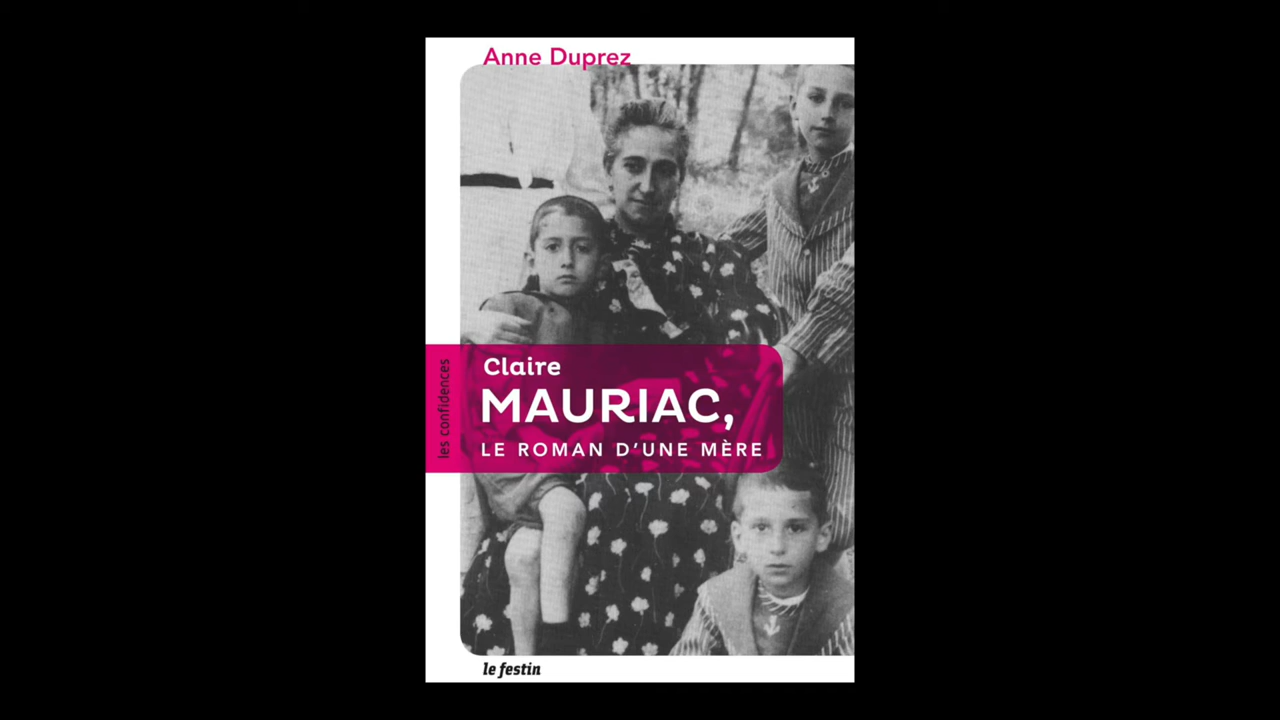 Anne Duprez
les confidences
Claire
MAURIAC,
LE ROMAN D'UNE MÈRE
le festin